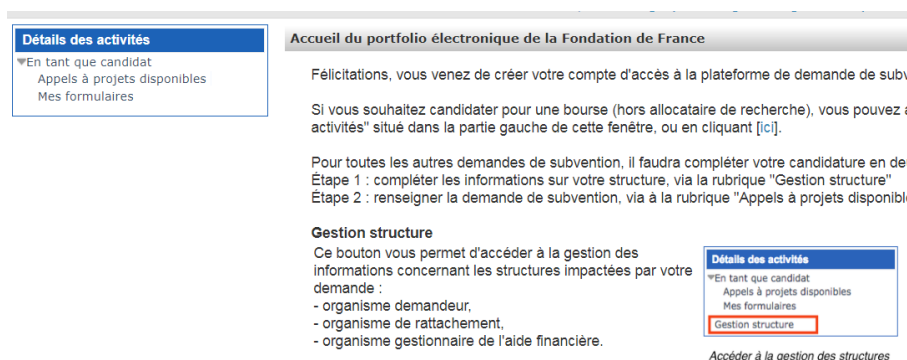 Détails des activités
En tant que candidat
Appels à projets disponibles
Mes formulaires
Accueil du portfolio électronique de la Fondation de France
Félicitations, vous venez de créer votre compte d'accès à la plateforme de demande de
Si vous souhaitez candidater pour une bourse (hors allocataire de recherche), vous pouvez
activités" situé dans la partie gauche de cette fenêtre, ou en cliquant [ici].
Pour toutes les autres demandes de subvention, il faudra compléter votre candidature en
Étape 1 : compléter les informations sur votre structure, via la rubrique "Gestion structure"
Étape 2 : renseigner la demande de subvention, via à la rubrique "Appels à projets
Gestion structure
Ce bouton vous permet d'accéder à la gestion des
informations concernant les structures impactées par votre
demande :
- organisme demandeur,
- organisme de rattachement,
- organisme gestionnaire de l'aide financière.
Détails des activités
En tant que candidat
Appels à projets disponibles
Mes formulaires
Gestion structure
Accéder à la gestion des structures